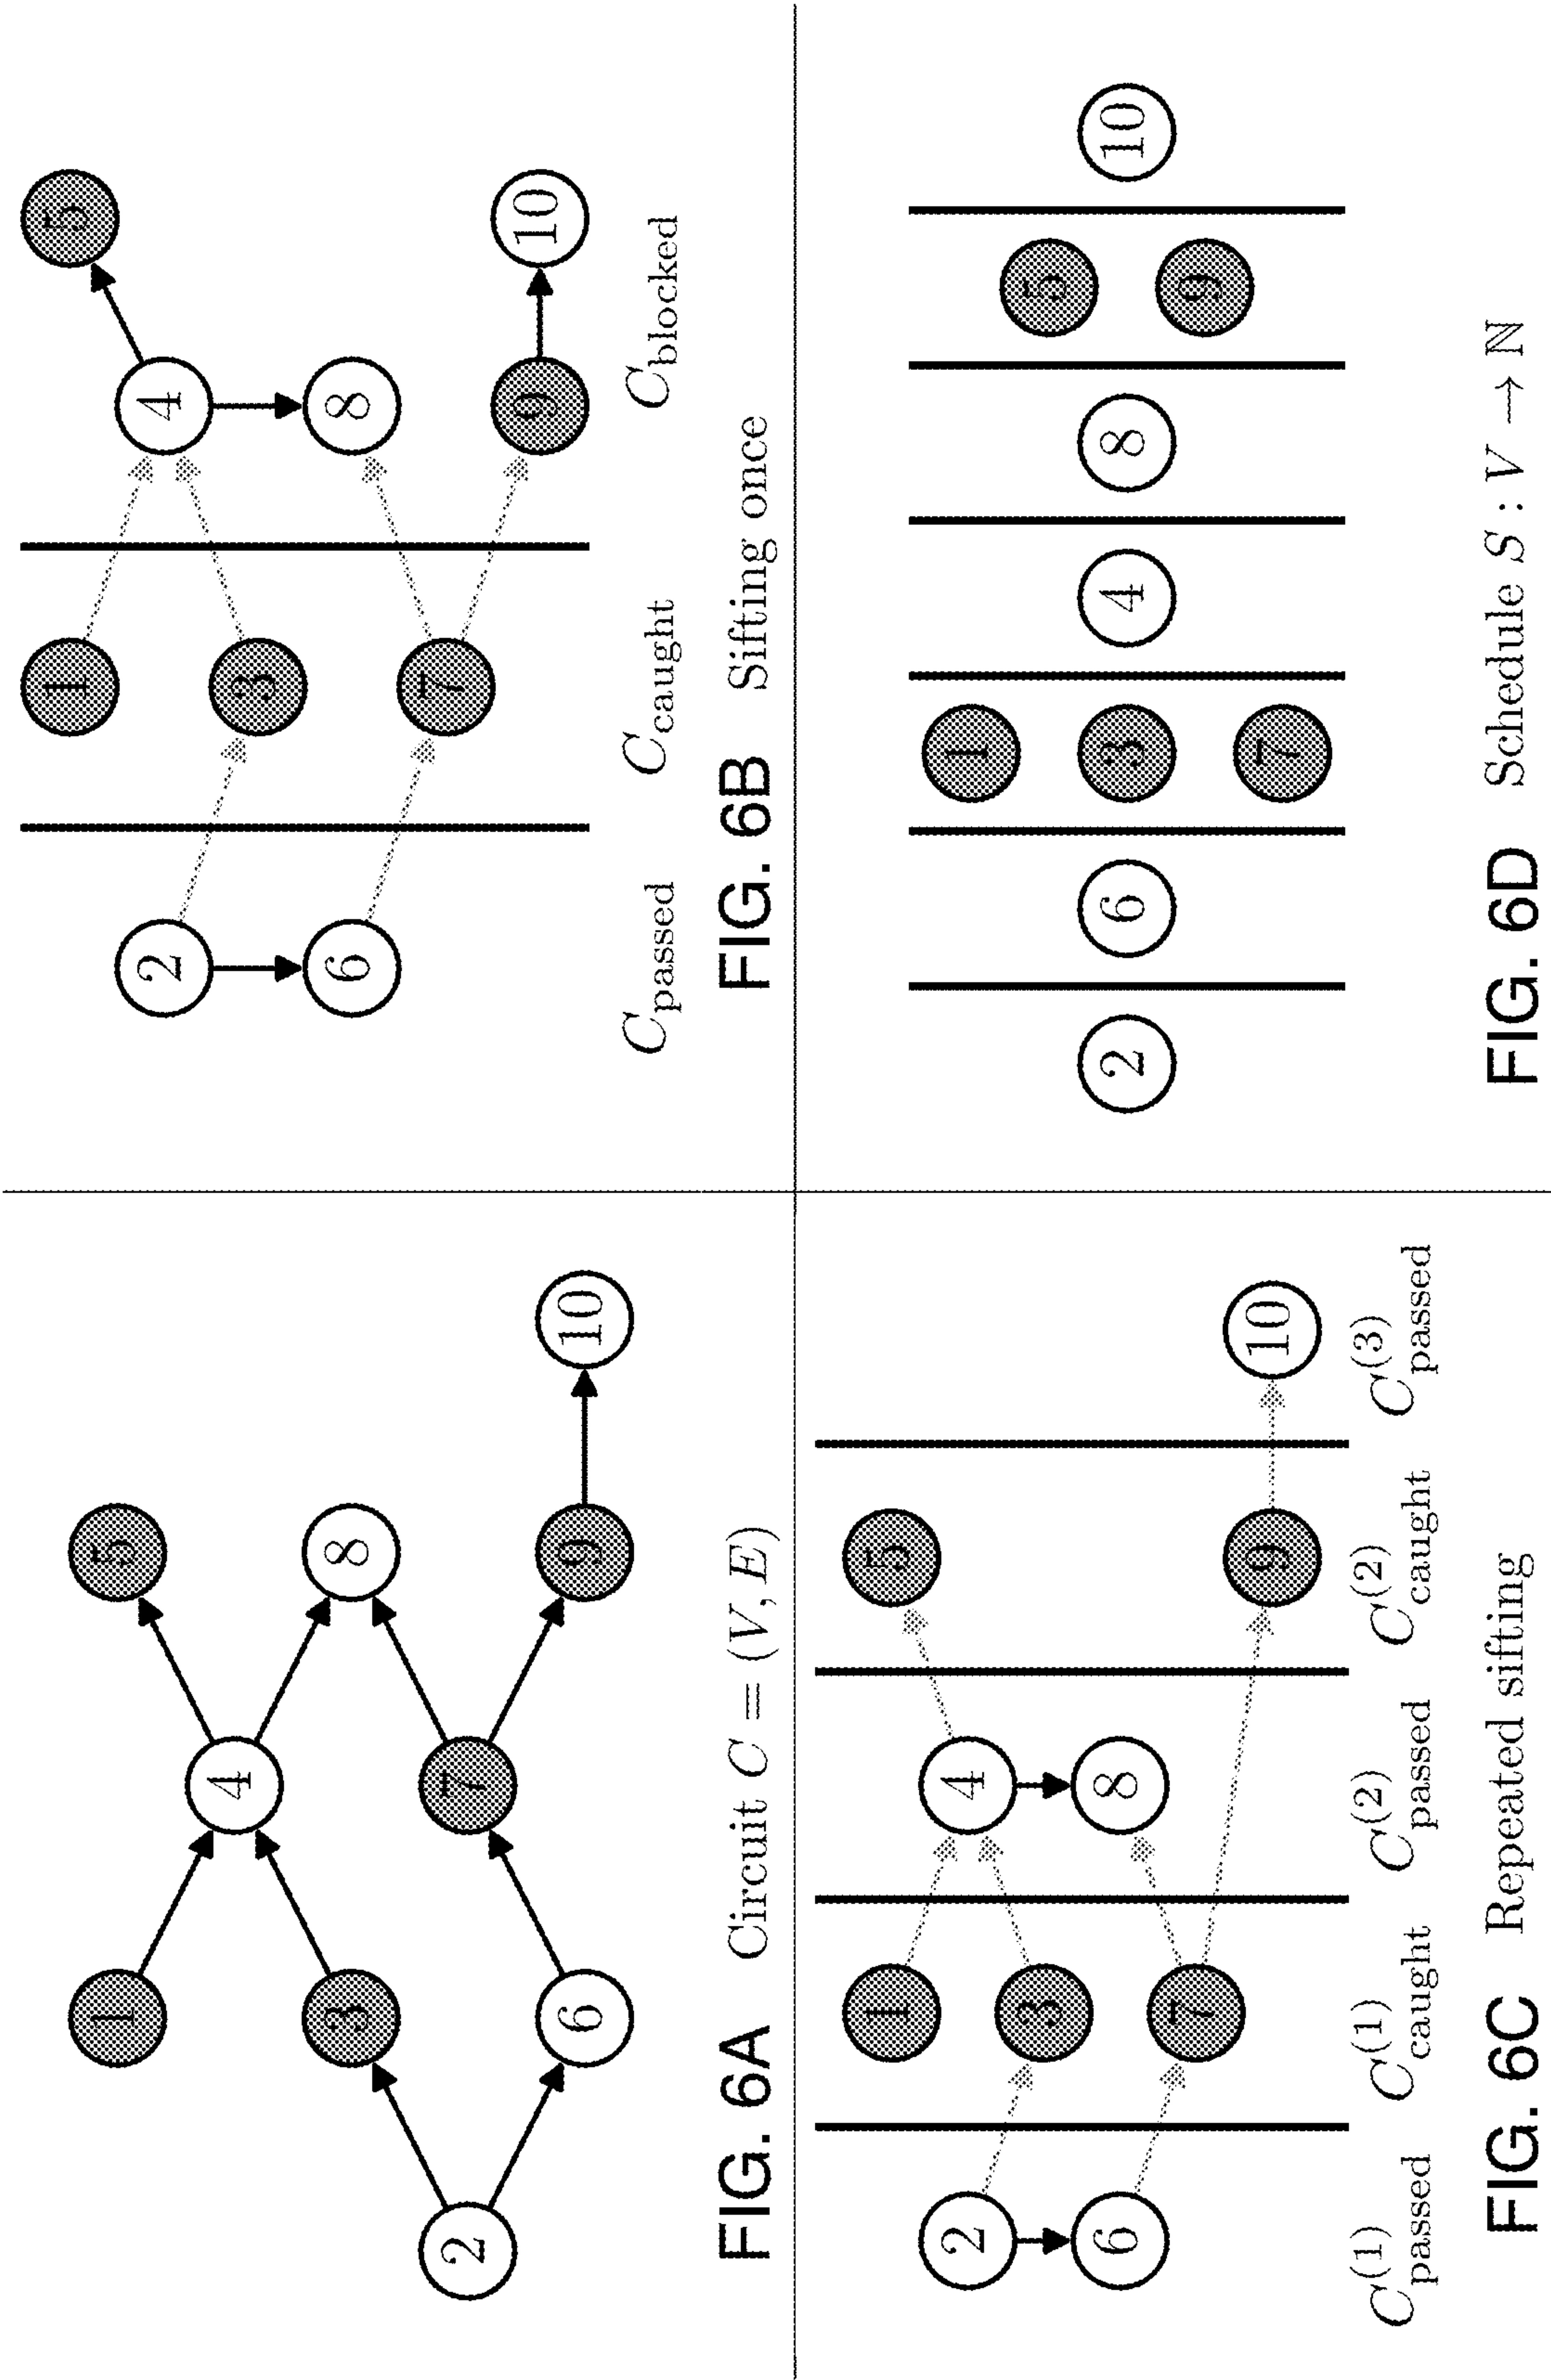 1 5
4
3 8
2 7
6 9 10
FIG. 6A Circuit C = (V, E)
1 5
2 4
3
6 8
7
9 10
C_passed C_caught C_blocked
FIG. 6B Sifting once
1 5
2 4
3
6 8
7
9 10
C^(1)_passed C^(1)_caught C^(2)_passed C^(2)_caught C^(3)_passed
FIG. 6C Repeated sifting
1
5
2 6 3 4 8 10
9
7
FIG. 6D Schedule S : V → ℕ